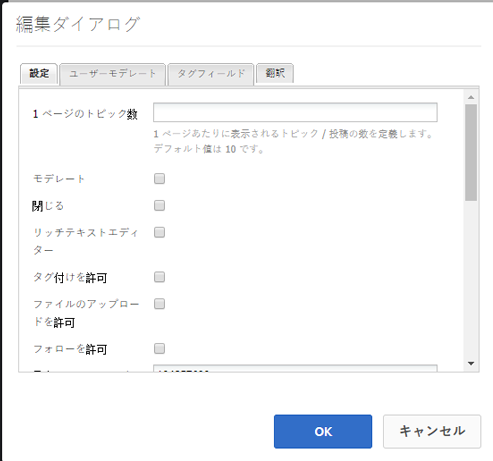 編集ダイアログ
設定 ユーザーモデレート タグフィールド 翻訳
1 ページのトピック数
1 ページあたりに表示されるトピック / 投稿の数を定義します。
デフォルト値は 10 です。
モデレート
閉じる
リッチテキストエディ
ター
タグ付けを許可
ファイルのアップロー
ドを許可
フォローを許可
OK キャンセル